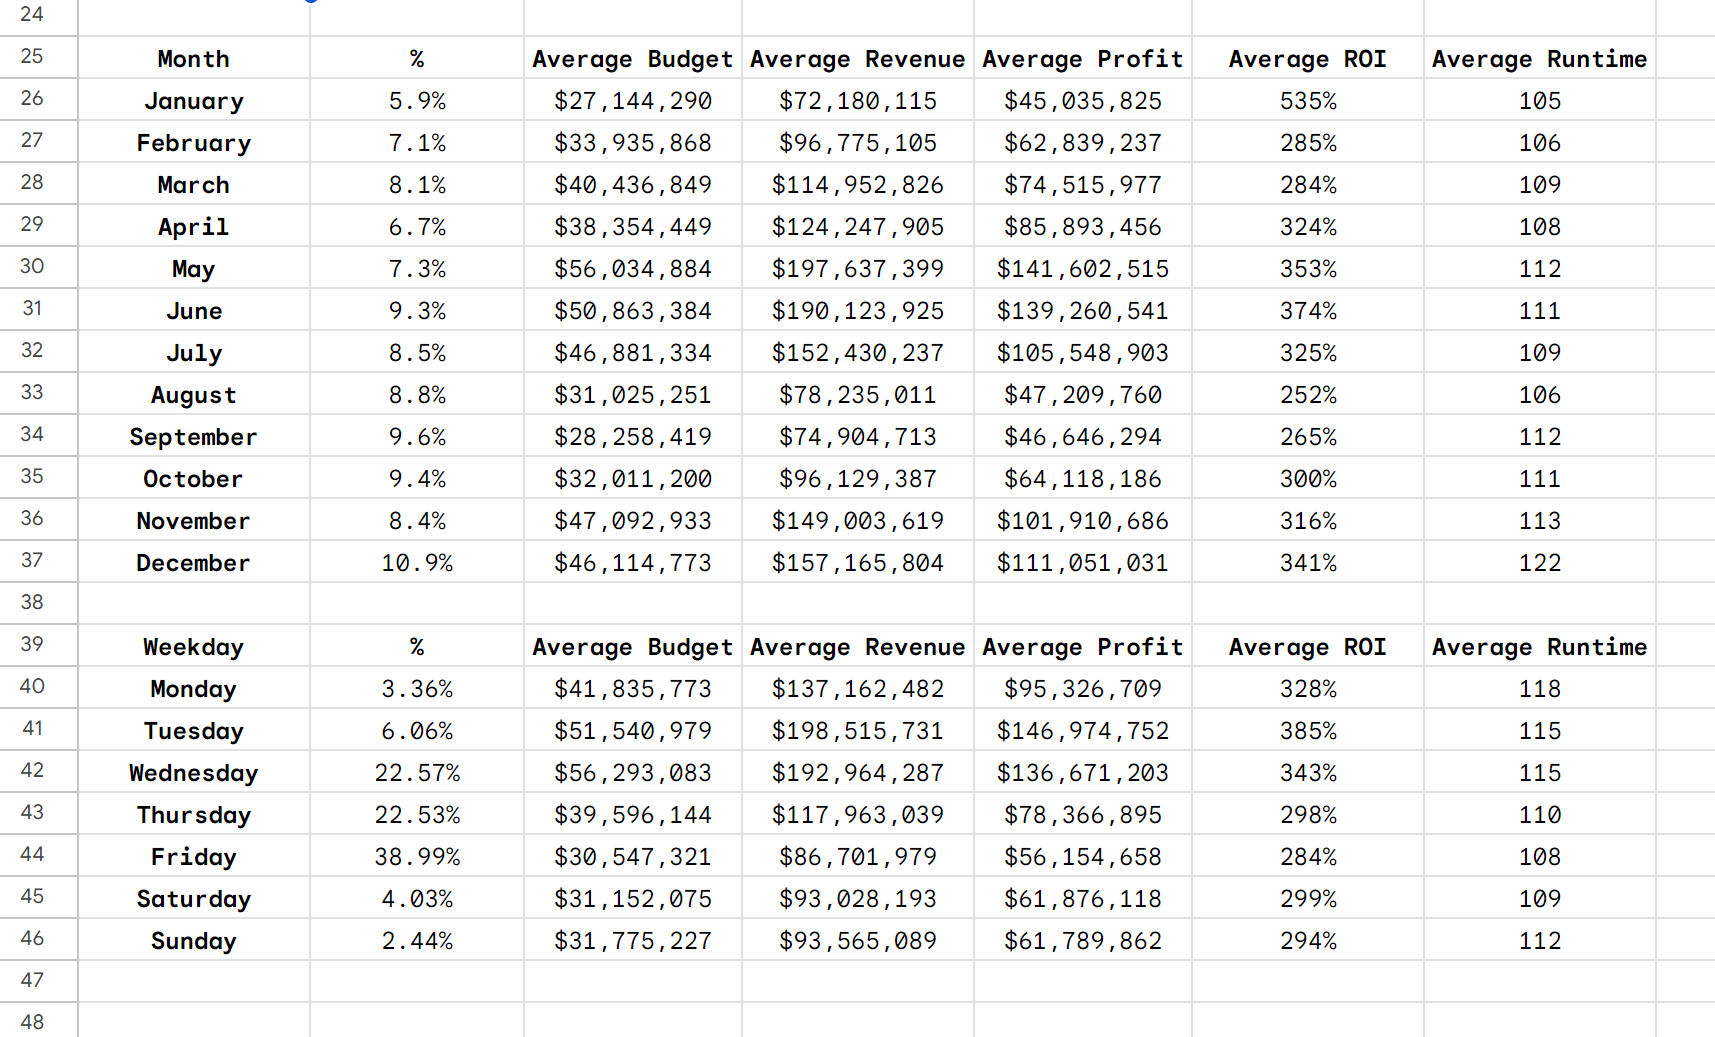 24
25 Month % Average Budget Average Revenue Average Profit Average ROI Average Runtime
26 January 5.9% $27,144,290 $72,180,115 $45,035,825 535% 105
27 February 7.1% $33,935,868 $96,775,105 $62,839,237 285% 106
28 March 8.1% $40,436,849 $114,952,826 $74,515,977 284% 109
29 April 6.7% $38,354,449 $124,247,905 $85,893,456 324% 108
30 May 7.3% $56,034,884 $197,637,399 $141,602,515 353% 112
31 June 9.3% $50,863,384 $190,123,925 $139,260,541 374% 111
32 July 8.5% $46,881,334 $152,430,237 $105,548,903 325% 109
33 August 8.8% $31,025,251 $78,235,011 $47,209,760 252% 106
34 September 9.6% $28,258,419 $74,904,713 $46,646,294 265% 112
35 October 9.4% $32,011,200 $96,129,387 $64,118,186 300% 111
36 November 8.4% $47,092,933 $149,003,619 $101,910,686 316% 113
37 December 10.9% $46,114,773 $157,165,804 $111,051,031 341% 122
38
39 Weekday % Average Budget Average Revenue Average Profit Average ROI Average Runtime
40 Monday 3.36% $41,835,773 $137,162,482 $95,326,709 328% 118
41 Tuesday 6.06% $51,540,979 $198,515,731 $146,974,752 385% 115
42 Wednesday 22.57% $56,293,083 $192,964,287 $136,671,203 343% 115
43 Thursday 22.53% $39,596,144 $117,963,039 $78,366,895 298% 110
44 Friday 38.99% $30,547,321 $86,701,979 $56,154,658 284% 108
45 Saturday 4.03% $31,152,075 $93,028,193 $61,876,118 299% 109
46 Sunday 2.44% $31,775,227 $93,565,089 $61,789,862 294% 112
47
48